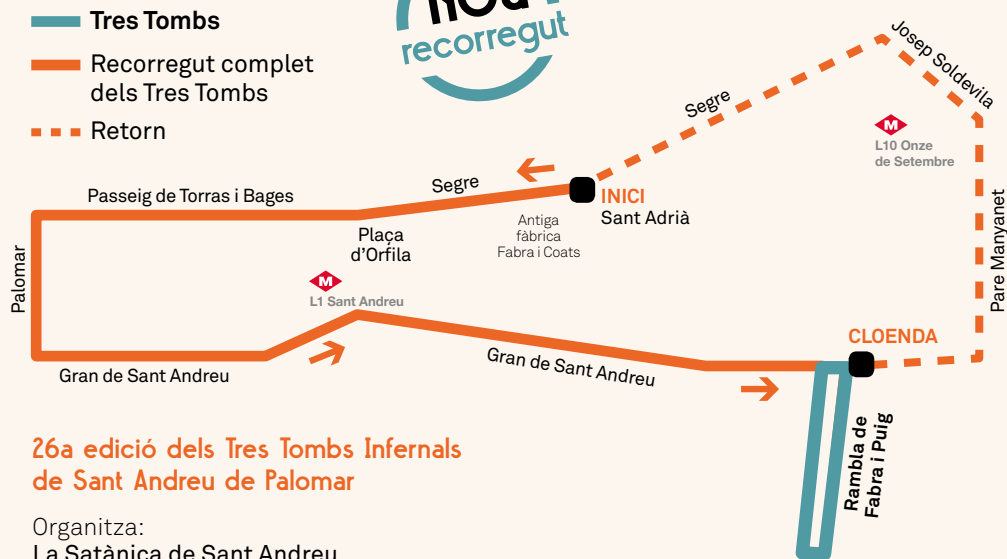 nou
recorregut
Tres Tombs
Recorregut complet
dels Tres Tombs
Retorn
Josep Soldevila
Segre
M
L10 Onze
de Setembre
Passeig de Torras i Bages
Segre
INICI
Sant Adrià
Antiga
fàbrica
Fabra i Coats
Plaça
d'Orfila
Palomar
M
L1 Sant Andreu
Pare Manyanet
CLOENDA
Gran de Sant Andreu
Gran de Sant Andreu
Rambla de
Fabra i Puig
26a edició dels Tres Tombs Infernals
de Sant Andreu de Palomar
Organitza:
La Satànica de Sant Andreu